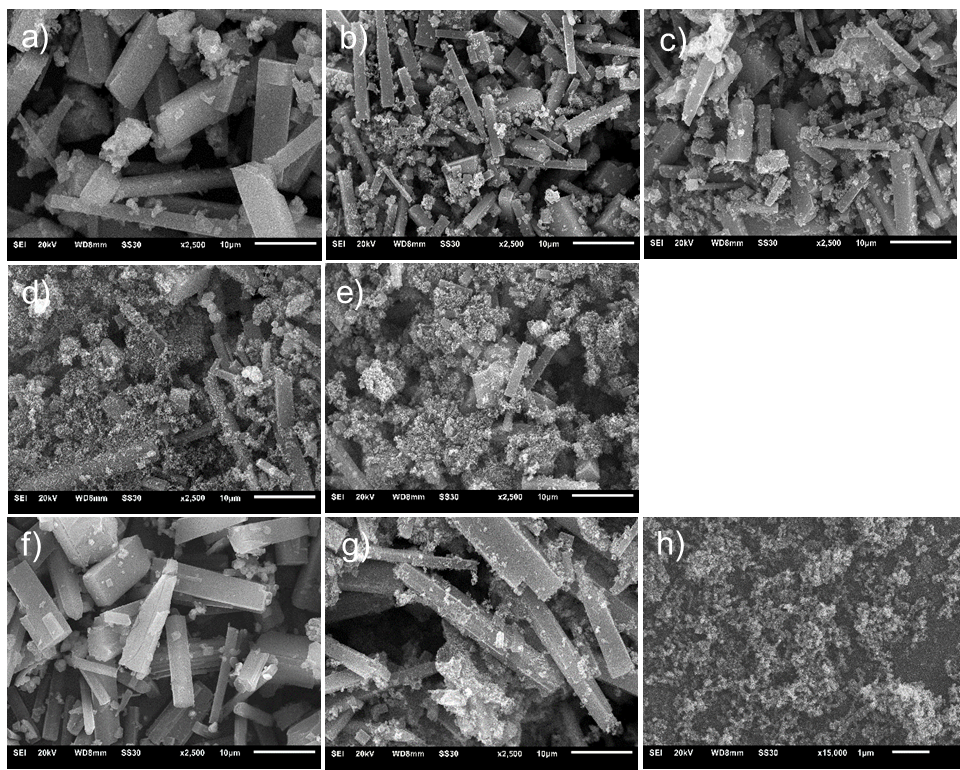 a)
SEI 20kV WD8mm SS30 x2,500 10µm
b)
SEI 20kV WD8mm SS30 x2,500 10µm
c)
SEI 20kV WD8mm SS30 x2,500 10µm
d)
SEI 20kV WD8mm SS30 x2,500 10µm
e)
SEI 20kV WD8mm SS30 x2,500 10µm
f)
SEI 20kV WD8mm SS30 x2,500 10µm
g)
SEI 20kV WD8mm SS30 x2,500 10µm
h)
SEI 20kV WD8mm SS30 x15,000 1µm